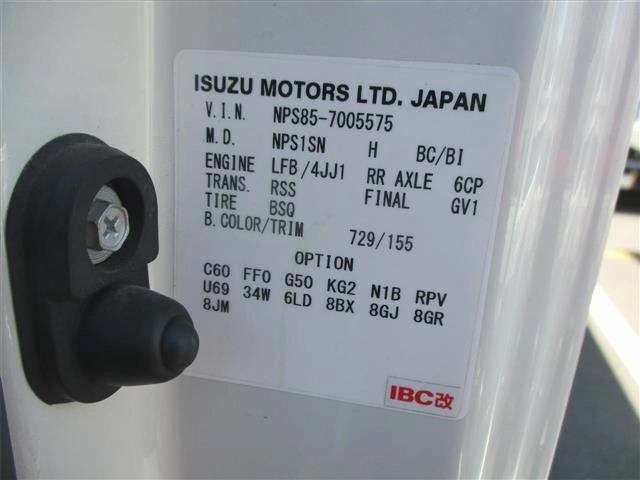 ISUZU MOTORS LTD. JAPAN
V.I.N. NPS85-7005575
M.D. NPS1SN H BC/BI
ENGINE LFB/4JJ1 RR AXLE 6CP
TRANS. RSS FINAL GV1
TIRE BSQ
B.COLOR/TRIM 729/155
OPTION
C60 FF0 G50 KG2 N1B RPV
U69 34W 6LD 8BX 8GJ 8GR
8JM
IBC改